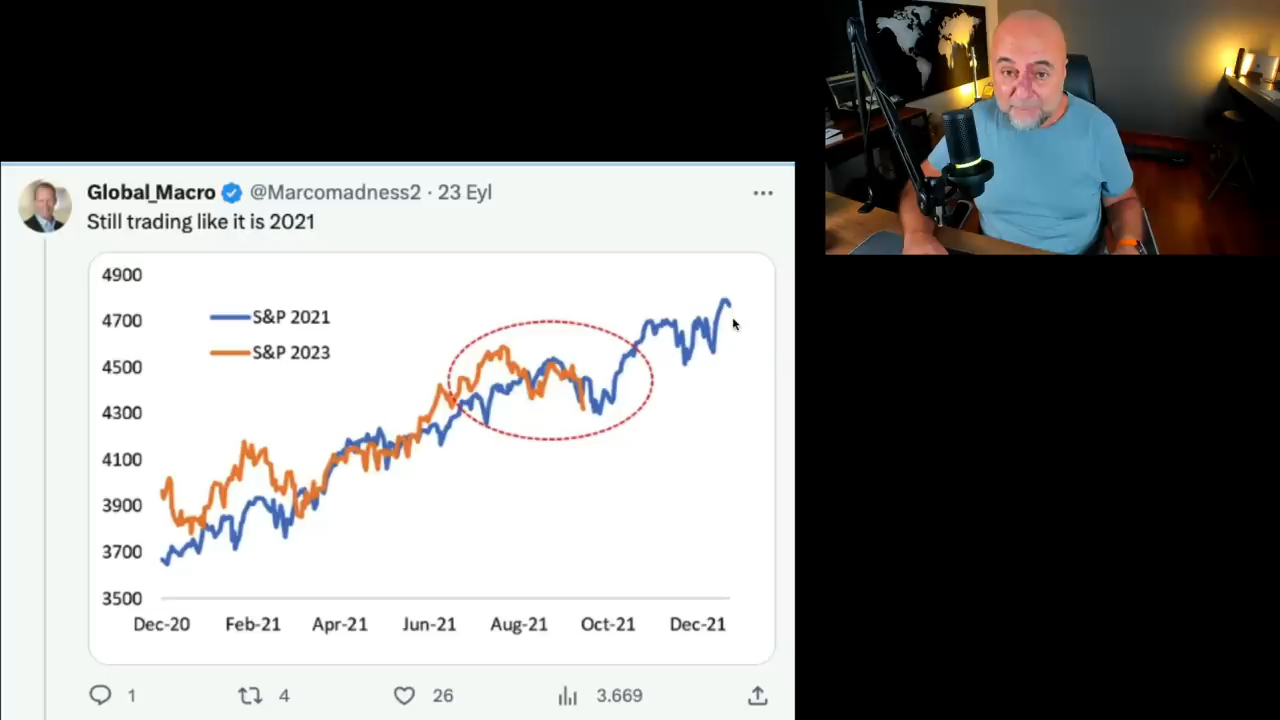 Global_Macro @Marcomadness2 · 23 Eyl
Still trading like it is 2021
4900
4700
4500
4300
4100
3900
3700
3500
S&P 2021
S&P 2023
Dec-20 Feb-21 Apr-21 Jun-21 Aug-21 Oct-21 Dec-21
1 4 26 3.669